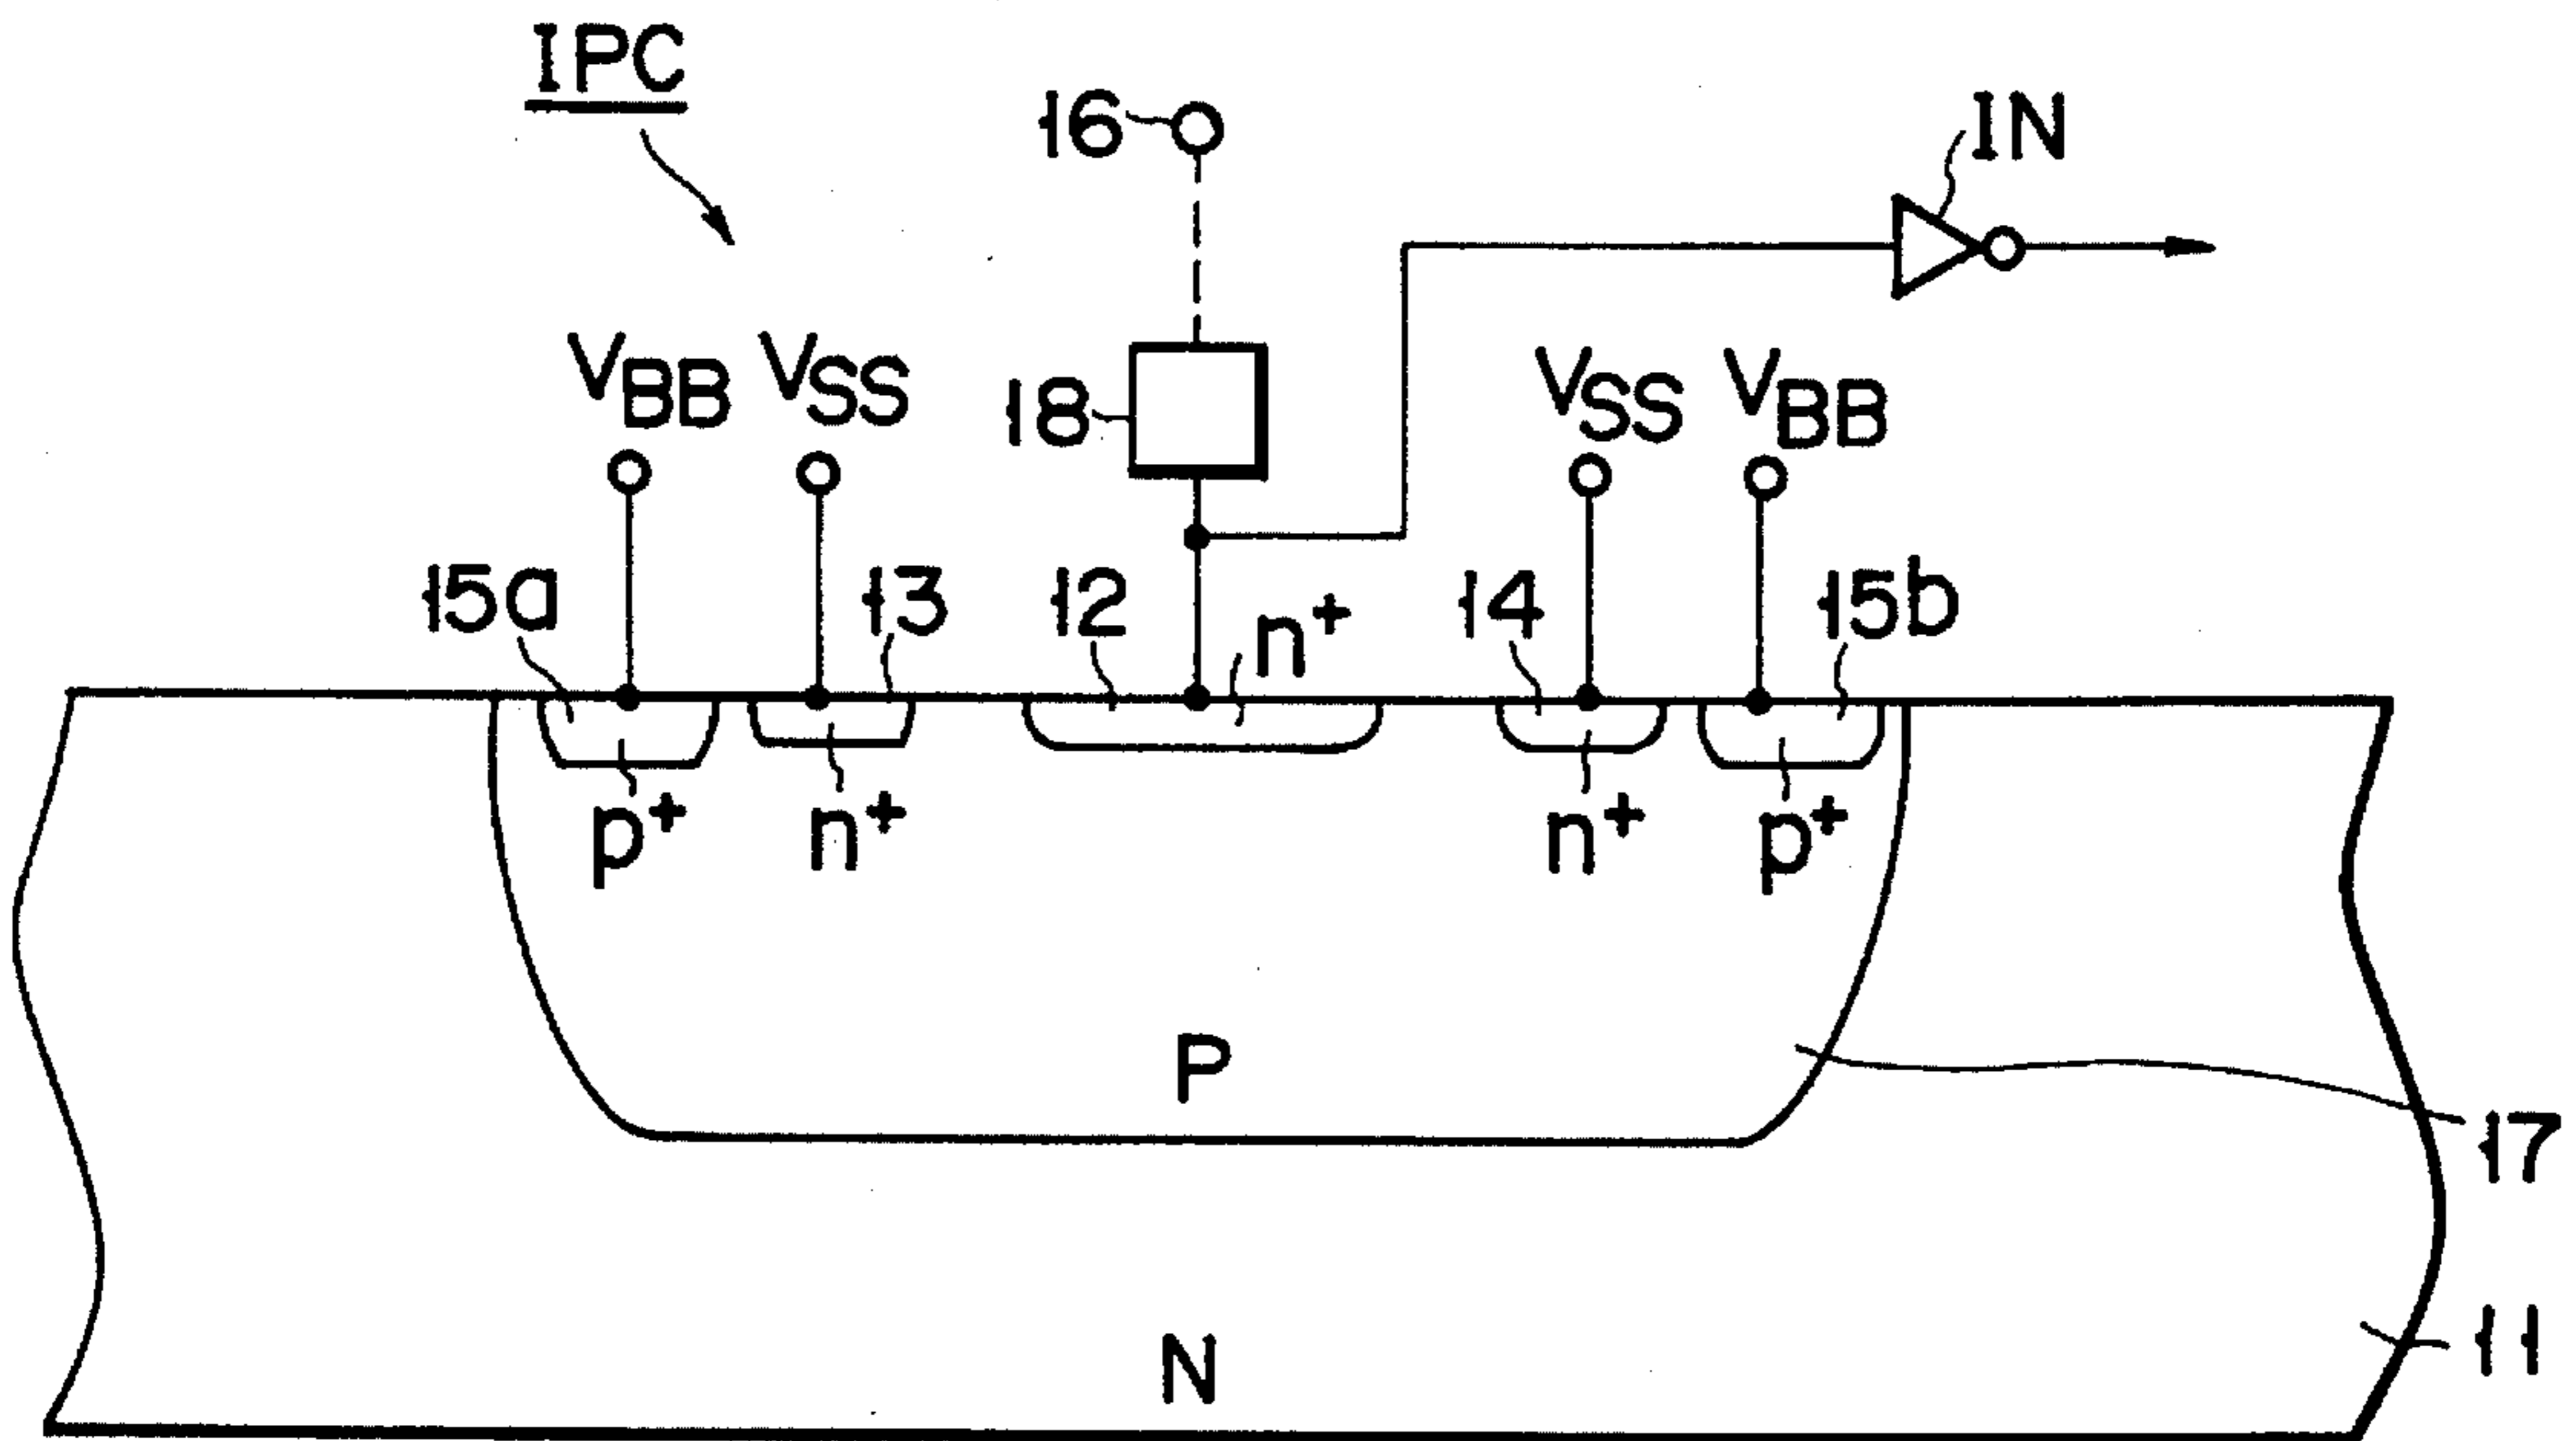 IPC
16
IN
VBB VSS
18
VSS VBB
15a
13
12
n+
14
15b
p+
n+
n+
p+
P
17
N
11